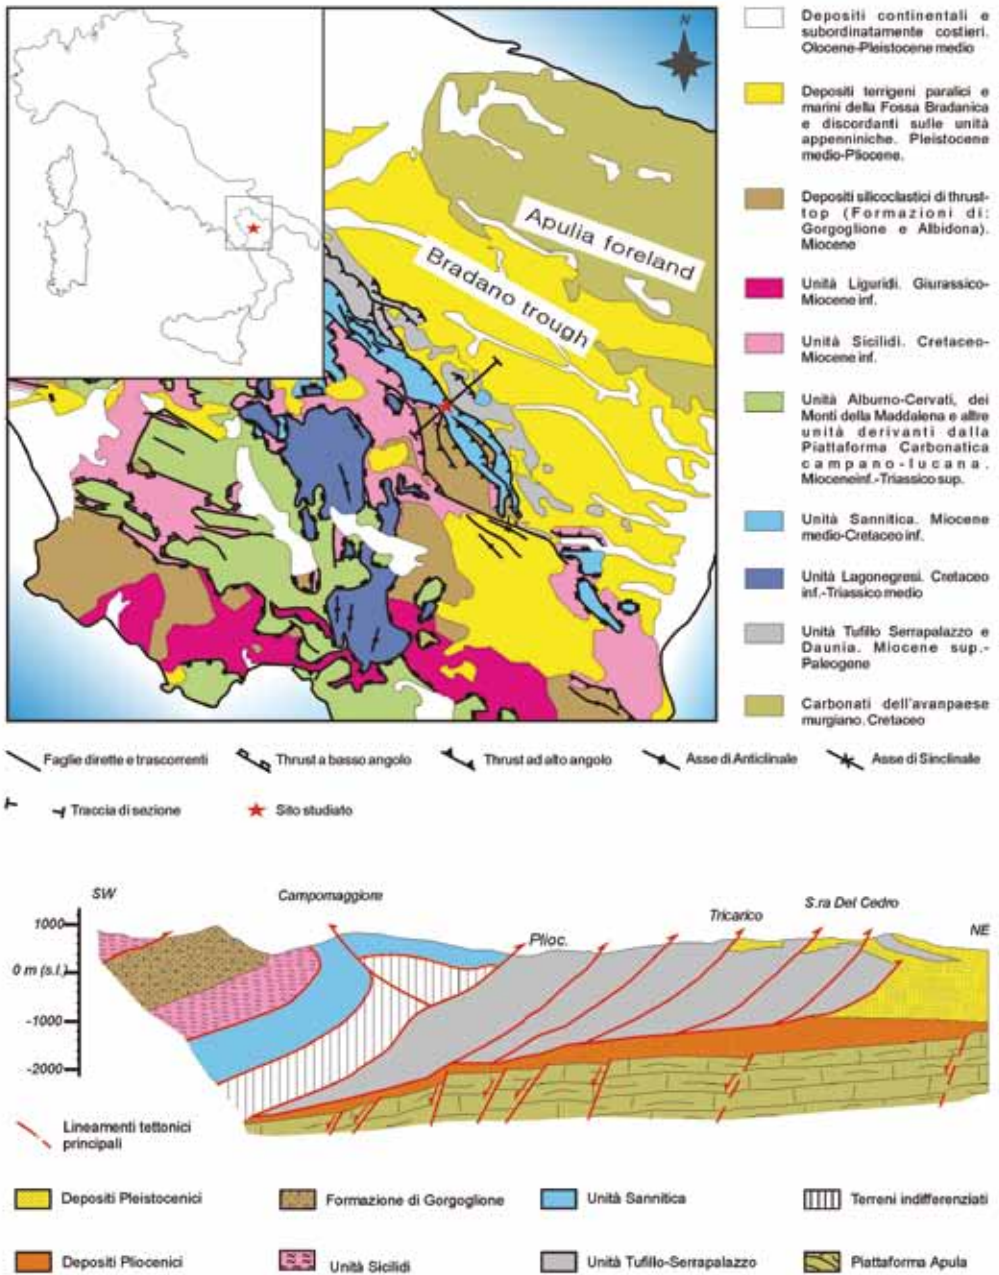 N
Apulia foreland
Bradano trough
Depositi continentali e
subordinatamente costieri.
Olocene-Pleistocene medio
Depositi terrigeni paralici e
marini della Fossa Bradanica
e discordanti sulle unità
appenniniche. Pleistocene
medio-Pliocene.
Depositi silicoclastici di thrust-
top (Formazioni di:
Gorgoglione e Albidona).
Miocene
Unità Liguridi. Giurassico-
Miocene inf.
Unità Sicilidi. Cretaceo-
Miocene inf.
Unità Alburno-Cervati, dei
Monti della Maddalena e altre
unità derivanti dalla
Piattaforma Carbonatica
campano-lucana.
Mioceneinf.-Triassico sup.
Unità Sannitica. Miocene
medio-Cretaceo inf.
Unità Lagonegresi. Cretaceo
inf.-Triassico medio
Unità Tufillo Serrapalazzo e
Daunia. Miocene sup.-
Paleogene
Carbonati dell'avanpaese
murgiano. Cretaceo
Faglie dirette e trascorrenti
Thrust a basso angolo
Thrust ad alto angolo
Asse di Anticlinale
Asse di Sinclinale
Traccia di sezione
Sito studiato
SW
Campomaggiore
Plioc.
Tricarico
S.ra Del Cedro
NE
1000
0 m (s.l.)
-1000
-2000
Lineamenti tettonici
principali
Depositi Pleistocenici
Formazione di Gorgoglione
Unità Sannitica
Terreni indifferenziati
Depositi Pliocenici
Unità Sicilidi
Unità Tufillo-Serrapalazzo
Piattaforma Apula